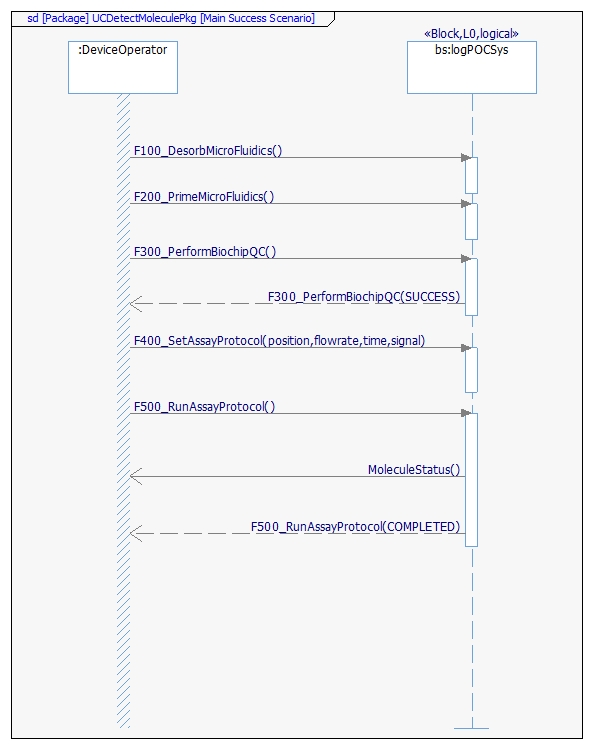 sd [Package] UCDetectMoleculePkg [Main Success Scenario]
«Block,L0,logical»
:DeviceOperator
bs:logPOCSys
F100_DesorbMicroFluidics()
F200_PrimeMicroFluidics()
F300_PerformBiochipQC()
F300_PerformBiochipQC(SUCCESS)
F400_SetAssayProtocol(position,flowrate,time,signal)
F500_RunAssayProtocol()
MoleculeStatus()
F500_RunAssayProtocol(COMPLETED)